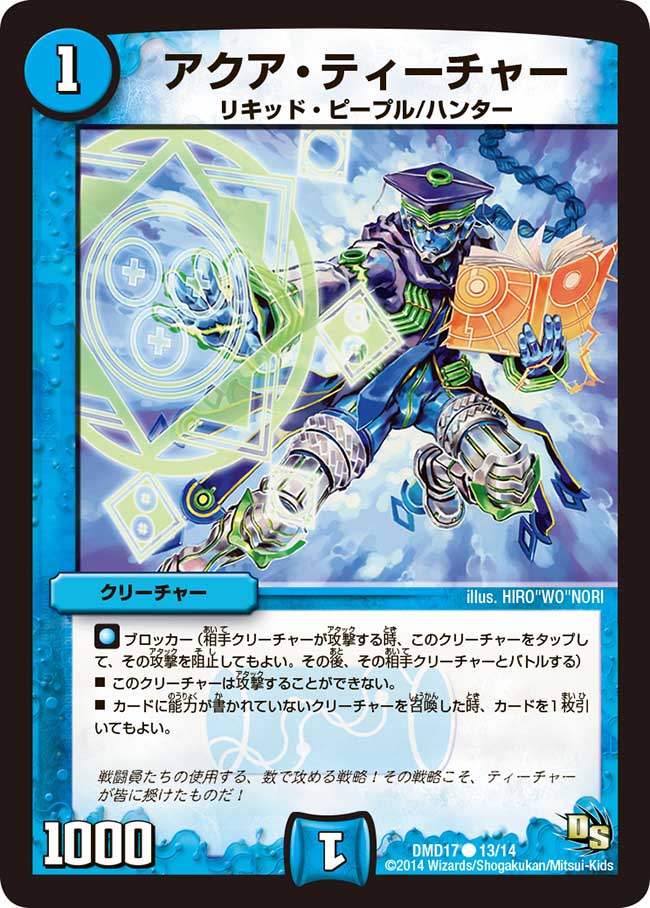 1
アクア・ティーチャー
リキッド・ピープル/ハンター
クリーチャー
illus. HIRO"WO"NORI
ブロッカー(相手クリーチャーが攻撃する時、このクリーチャーをタップし
て、その攻撃を阻止してもよい。その後、その相手クリーチャーとバトルする)
■ このクリーチャーは攻撃することができない。
■ カードに能力が書かれていないクリーチャーを召喚した時、カードを1枚引
いてもよい。
戦闘員たちの使用する、数で攻める戦略!その戦略こそ、ティーチャー
が皆に授けたものだ!
1000
1
DS
DMD17 ● 13/14
©2014 Wizards/Shogakukan/Mitsui-Kids